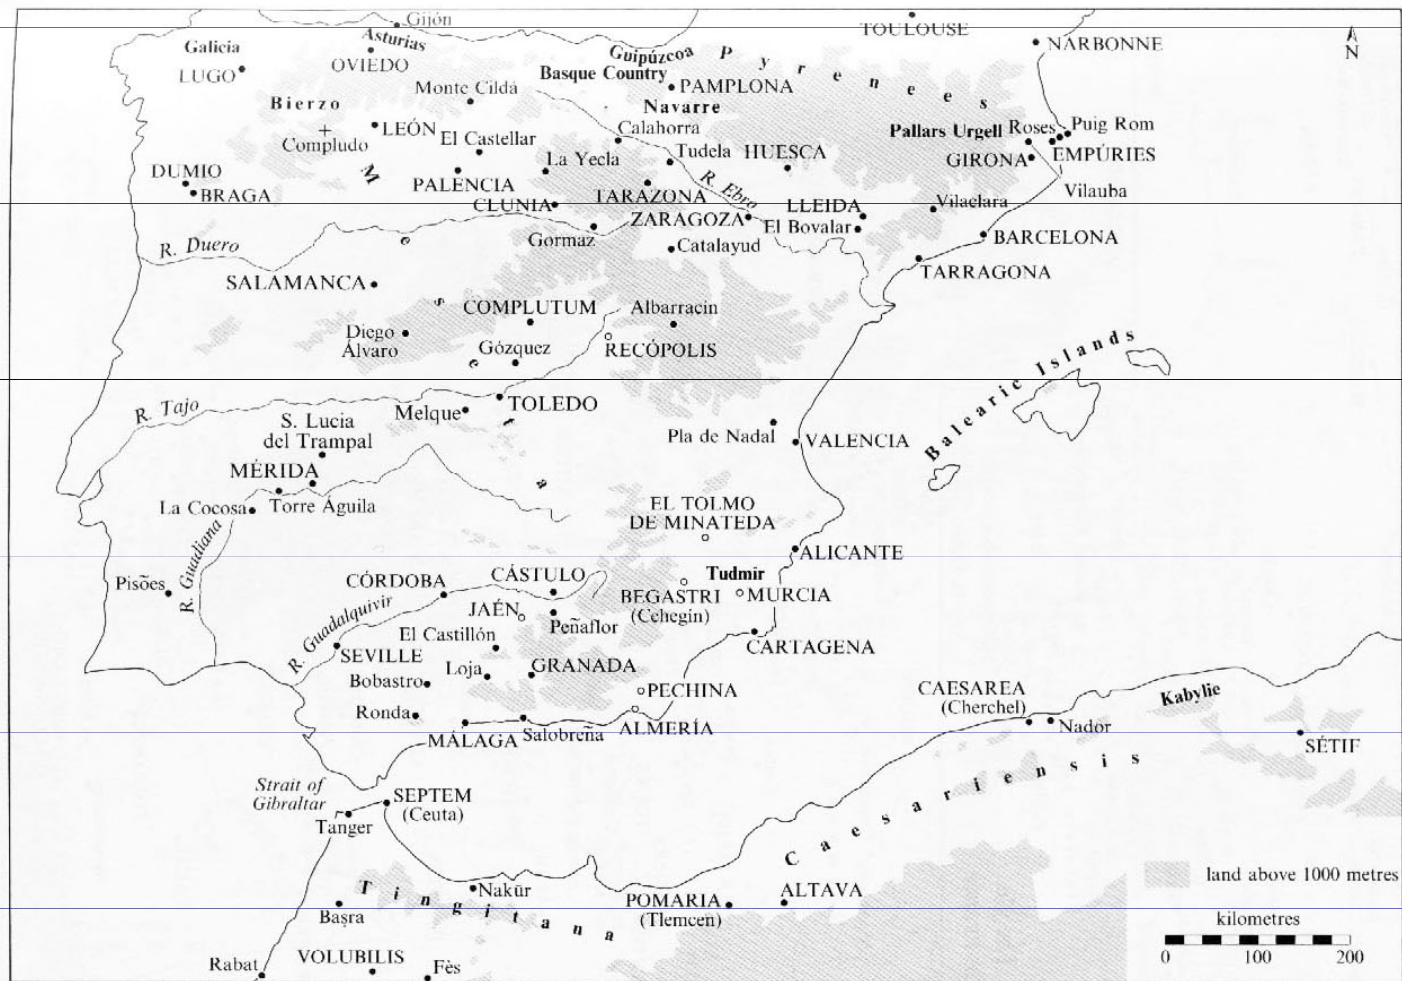 Gijón
TOULOUSE
Asturias
Galicia
OVIEDO
Guipúzcoa
Pyrenees
NARBONNE
N
LUGO
Basque Country
Monte Cildá
PAMPLONA
Bierzo
Navarre
LEÓN
Calahorra
Pallars Urgell
Roses
Puig Rom
Compludo
El Castellar
Tudela
HUESCA
GIRONA
EMPÚRIES
La Yecla
DUMIO
PALENCIA
R. Ebro
Vilauba
BRAGA
CLUNIA
TARAZONA
LLEIDA
Vilaclara
ZARAGOZA
El Bovalar
R. Duero
Gormaz
Catalayud
BARCELONA
Meseta
TARRAGONA
SALAMANCA
COMPLUTUM
Albarracin
Diego
Álvaro
Gózquez
RECÓPOLIS
Balearic Islands
R. Tajo
Melque
TOLEDO
S. Lucia
del Trampal
Pla de Nadal
VALENCIA
MÉRIDA
La Cocosa
Torre Águila
EL TOLMO
DE MINATEDA
R. Guadiana
ALICANTE
Pisões
CÓRDOBA
CÁSTULO
Tudmir
BEGASTRI
(Cehegín)
MURCIA
R. Guadalquivir
JAÉN
Peñaflor
El Castillón
CARTAGENA
SEVILLE
Loja
GRANADA
Bobastro
PECHINA
CAESAREA
(Cherchel)
Kabylie
Ronda
Nador
MÁLAGA
Salobreña
ALMERÍA
SÉTIF
Caesariensis
Strait of
Gibraltar
SEPTEM
(Ceuta)
Tanger
land above 1000 metres
Tingitana
Nakūr
POMARIA
(Tlemcen)
ALTAVA
Baṣra
kilometres
0 100 200
Rabat
VOLUBILIS
Fès